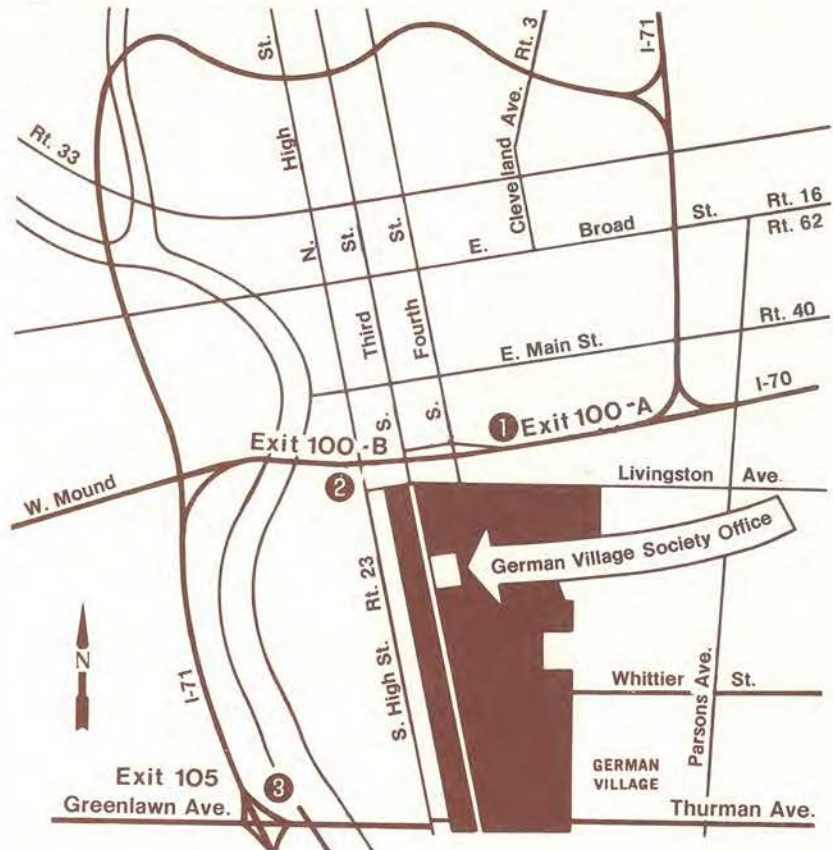 I-71
Rt. 3
Cleveland Ave.
N. High St.
Rt. 33
Third St.
Fourth St.
E. Broad St.
Rt. 16
Rt. 62
Rt. 40
E. Main St.
S.
S.
I-70
1 Exit 100-A
Exit 100-B
2
W. Mound
Livingston Ave.
German Village Society Office
Rt. 23
S. High St.
N
I-71
Whittier St.
Parsons Ave.
GERMAN
VILLAGE
Exit 105
3
Greenlawn Ave.
Thurman Ave.